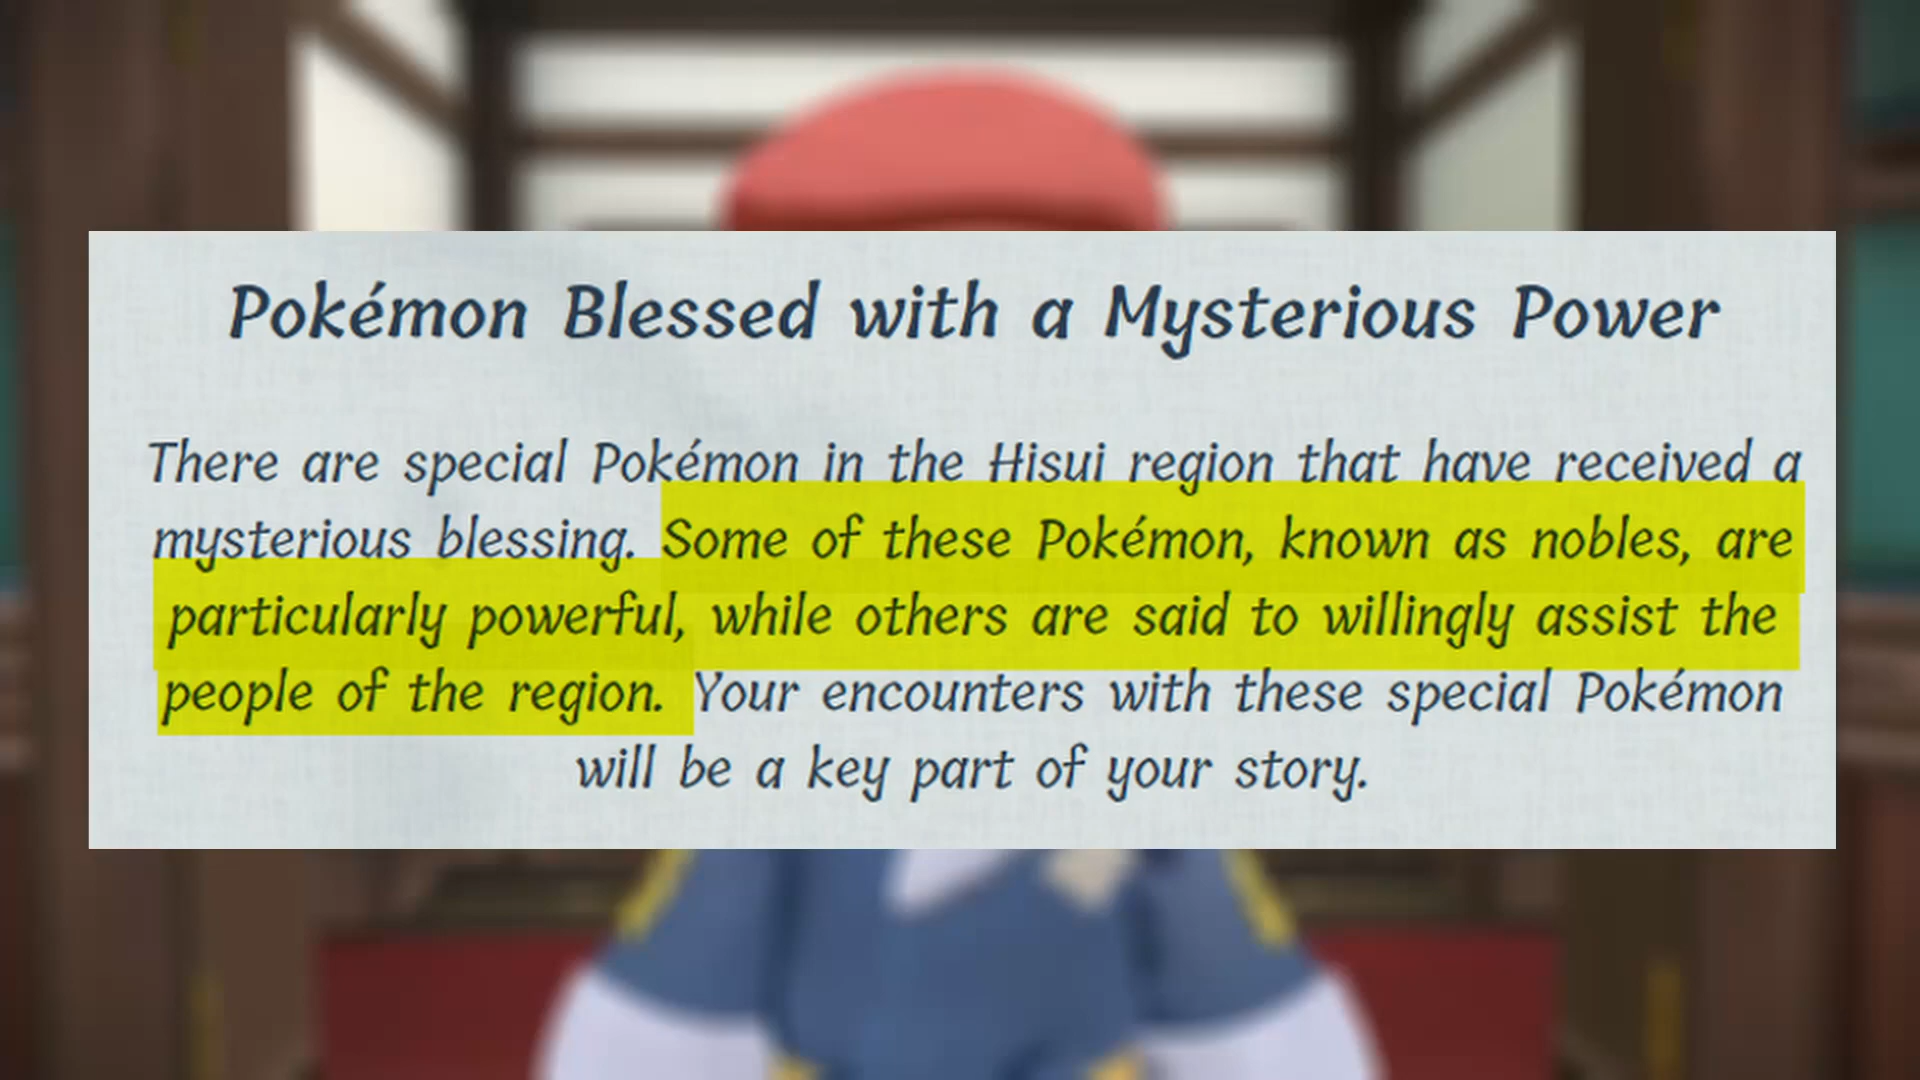 Pokémon Blessed with a Mysterious Power
There are special Pokémon in the Hisui region that have received a
mysterious blessing. Some of these Pokémon, known as nobles, are
particularly powerful, while others are said to willingly assist the
people of the region. Your encounters with these special Pokémon
will be a key part of your story.